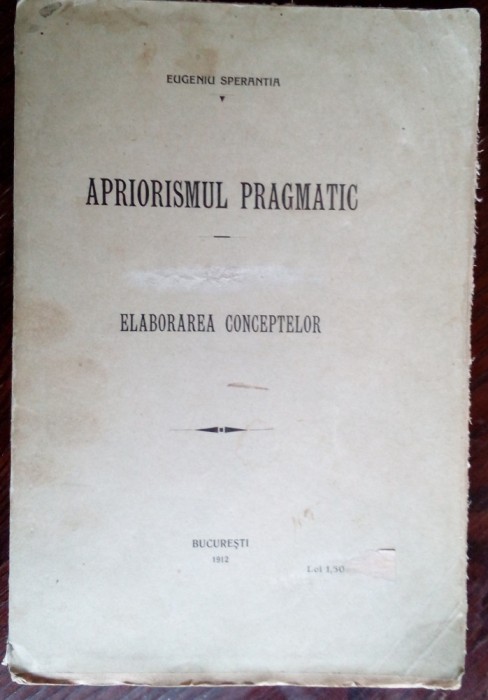 EUGENIU SPERANTIA
APRIORISMUL PRAGMATIC
ELABORAREA CONCEPTELOR
BUCUREȘTI
1912
Lei 1,50